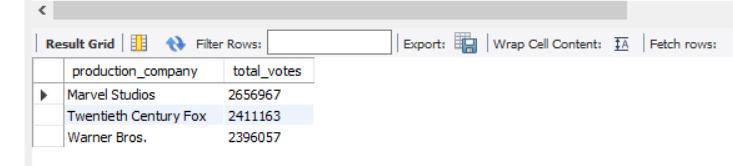 Result Grid Filter Rows: Export: Wrap Cell Content: Fetch rows:
production_company total_votes
Marvel Studios 2656967
Twentieth Century Fox 2411163
Warner Bros. 2396057